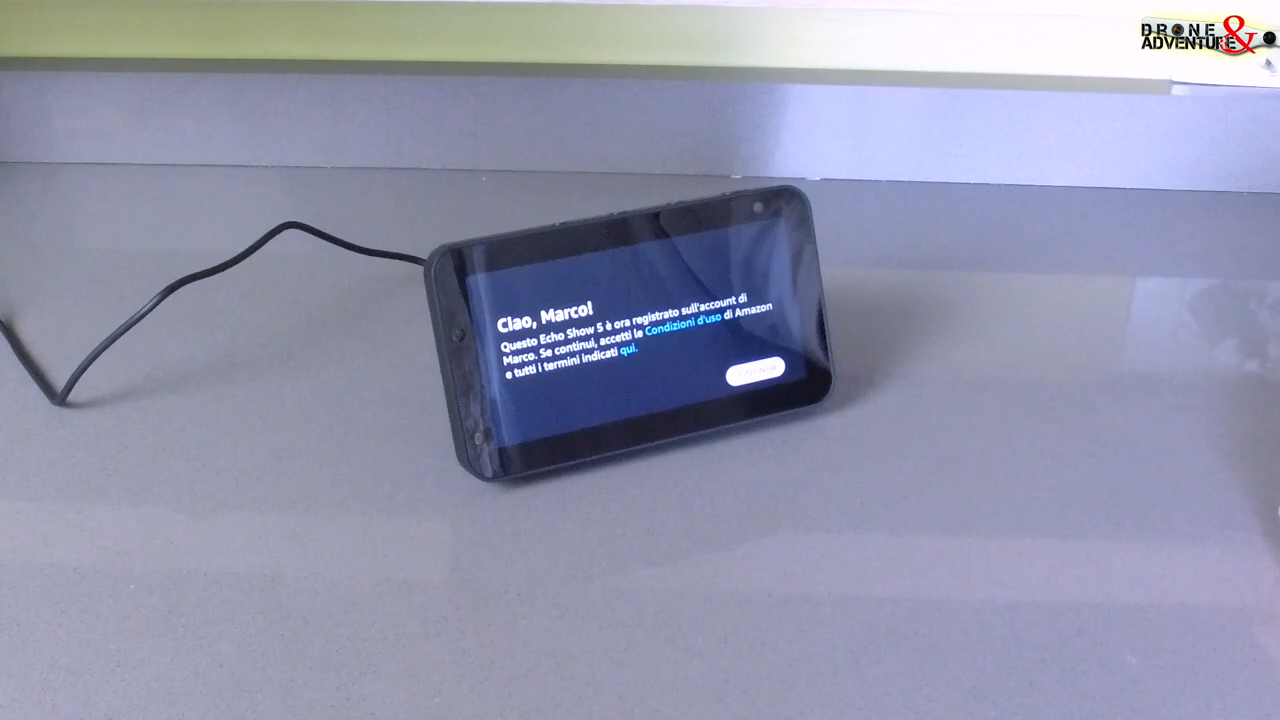 DRONE &
ADVENTURE
Ciao, Marco!
Questo Echo Show 5 è ora registrato sull'account di
Marco. Se continui, accetti le Condizioni d'uso di Amazon
e tutti i termini indicati qui.
CONTINUA